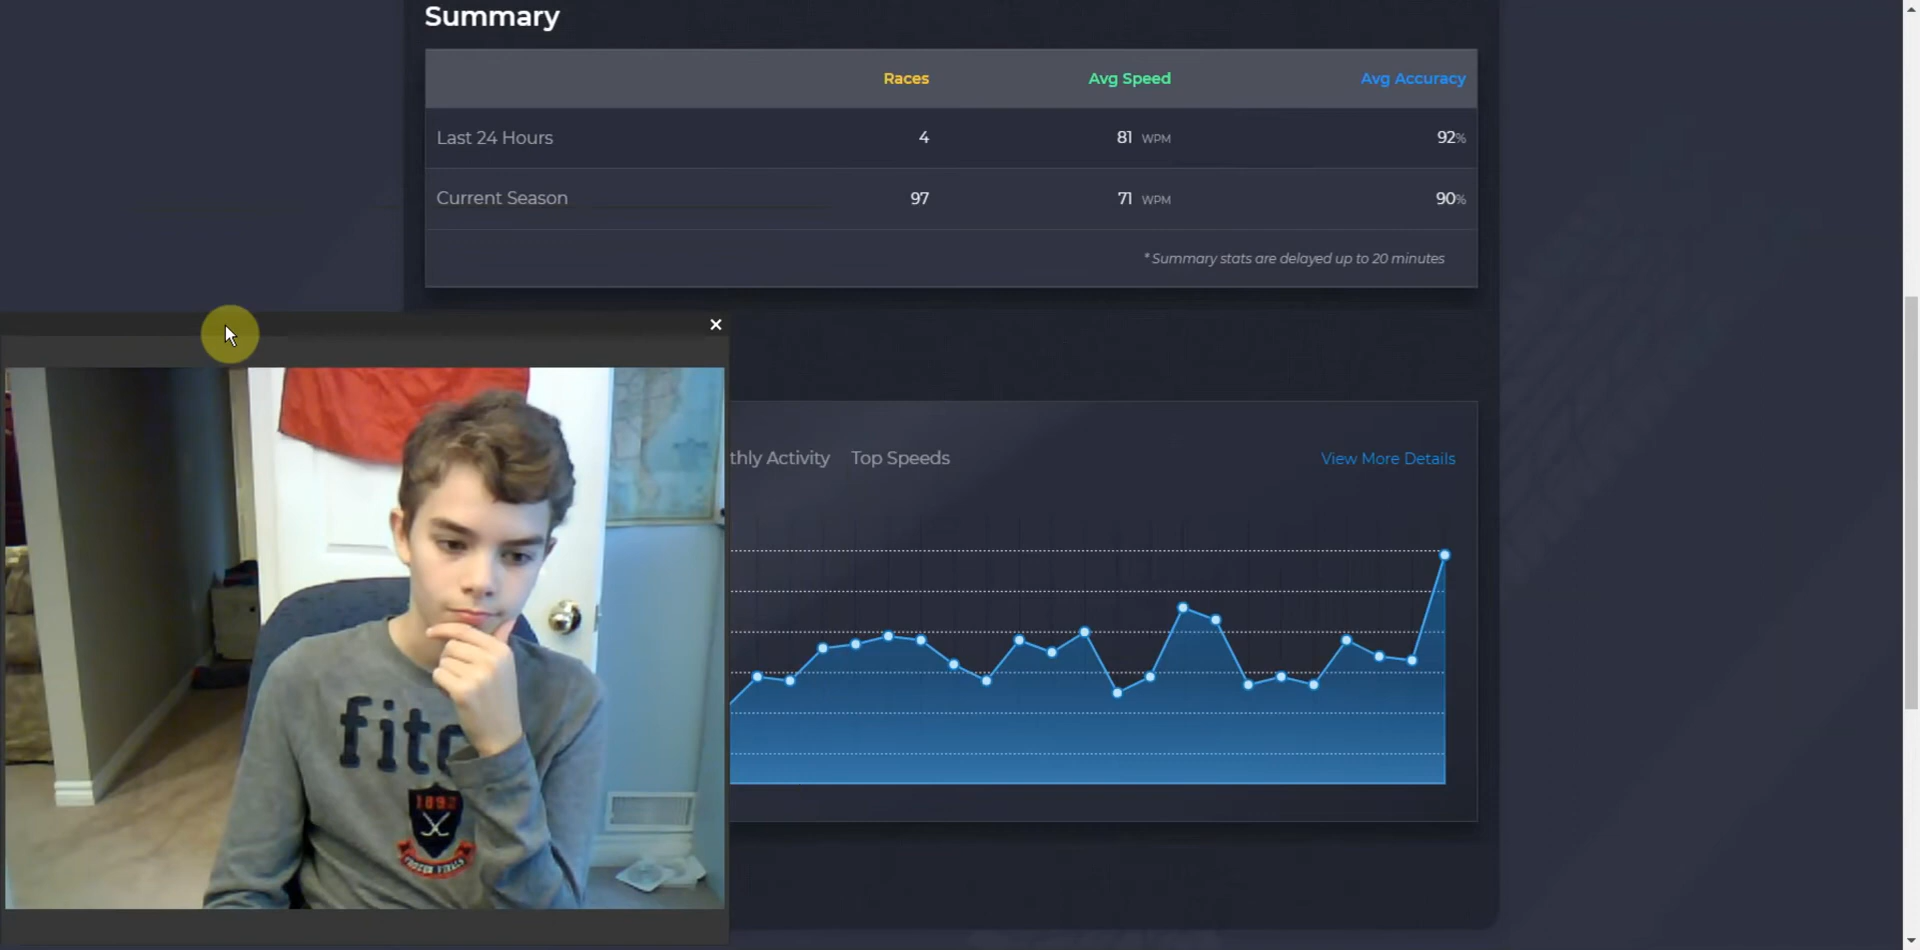 Summary
Races Avg Speed Avg Accuracy
Last 24 Hours 4 81 WPM 92%
Current Season 97 71 WPM 90%
* Summary stats are delayed up to 20 minutes
×
thly Activity Top Speeds View More Details
fitc
1892